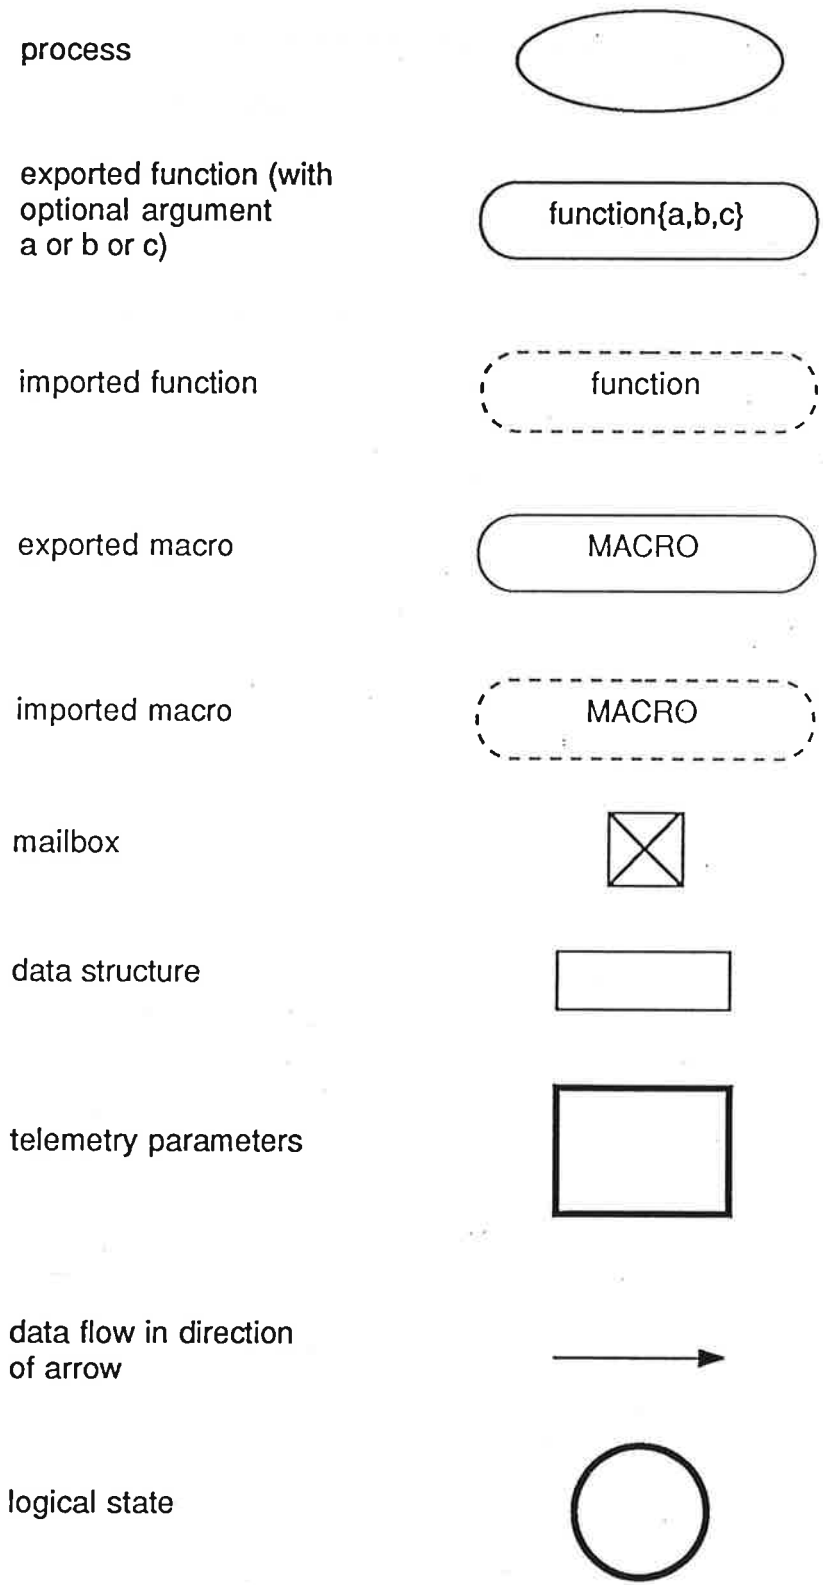 process
exported function (with
optional argument
a or b or c)
function{a,b,c}
imported function
function
exported macro
MACRO
imported macro
MACRO
mailbox
data structure
telemetry parameters
data flow in direction
of arrow
logical state